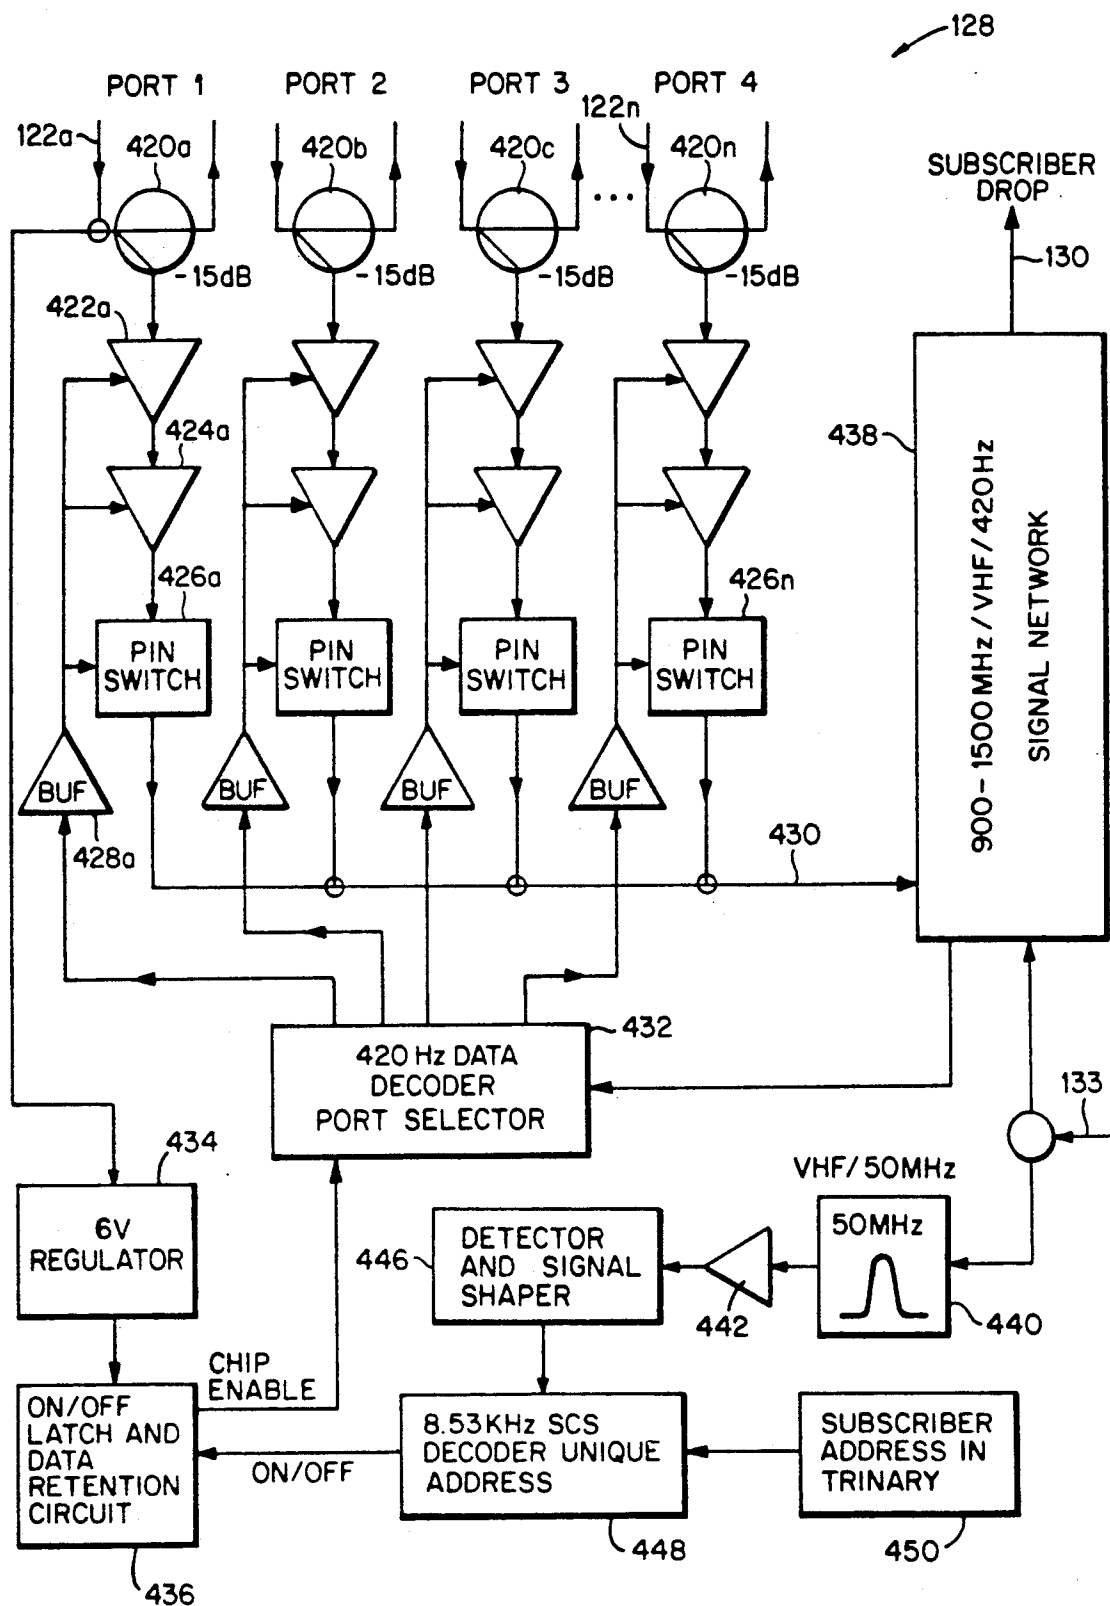 128
PORT 1
PORT 2
PORT 3
PORT 4
122a
420a
420b
420c
122n
420n
...
SUBSCRIBER
DROP
130
-15dB
-15dB
-15dB
-15dB
422a
424a
438
900-1500MHz/VHF/420Hz
SIGNAL NETWORK
426a
426n
PIN
SWITCH
PIN
SWITCH
PIN
SWITCH
PIN
SWITCH
BUF
BUF
BUF
BUF
428a
430
432
420 Hz DATA
DECODER
PORT SELECTOR
133
434
6V
REGULATOR
VHF/50MHz
50MHz
440
442
446
DETECTOR
AND SIGNAL
SHAPER
CHIP
ENABLE
ON/OFF
LATCH AND
DATA
RETENTION
CIRCUIT
436
ON/OFF
8.53KHz SCS
DECODER UNIQUE
ADDRESS
448
SUBSCRIBER
ADDRESS IN
TRINARY
450